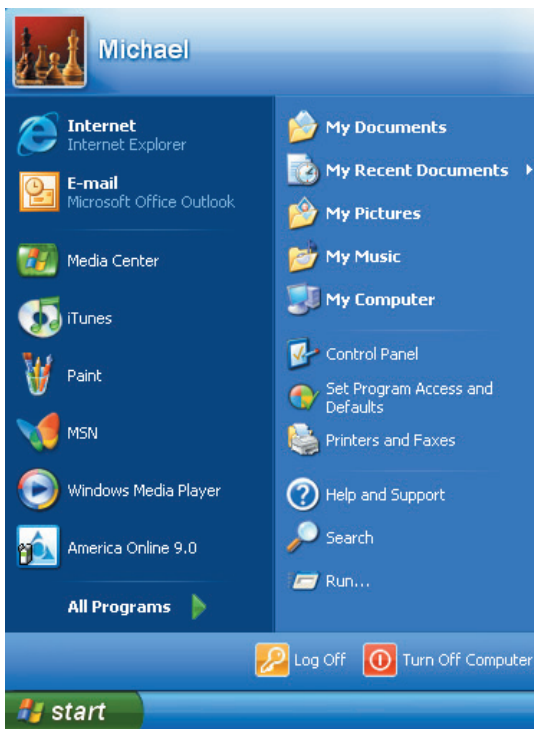 Michael
Internet
Internet Explorer
E-mail
Microsoft Office Outlook
Media Center
iTunes
Paint
MSN
Windows Media Player
America Online 9.0
All Programs
My Documents
My Recent Documents
My Pictures
My Music
My Computer
Control Panel
Set Program Access and
Defaults
Printers and Faxes
Help and Support
Search
Run...
Log Off
Turn Off Computer
start